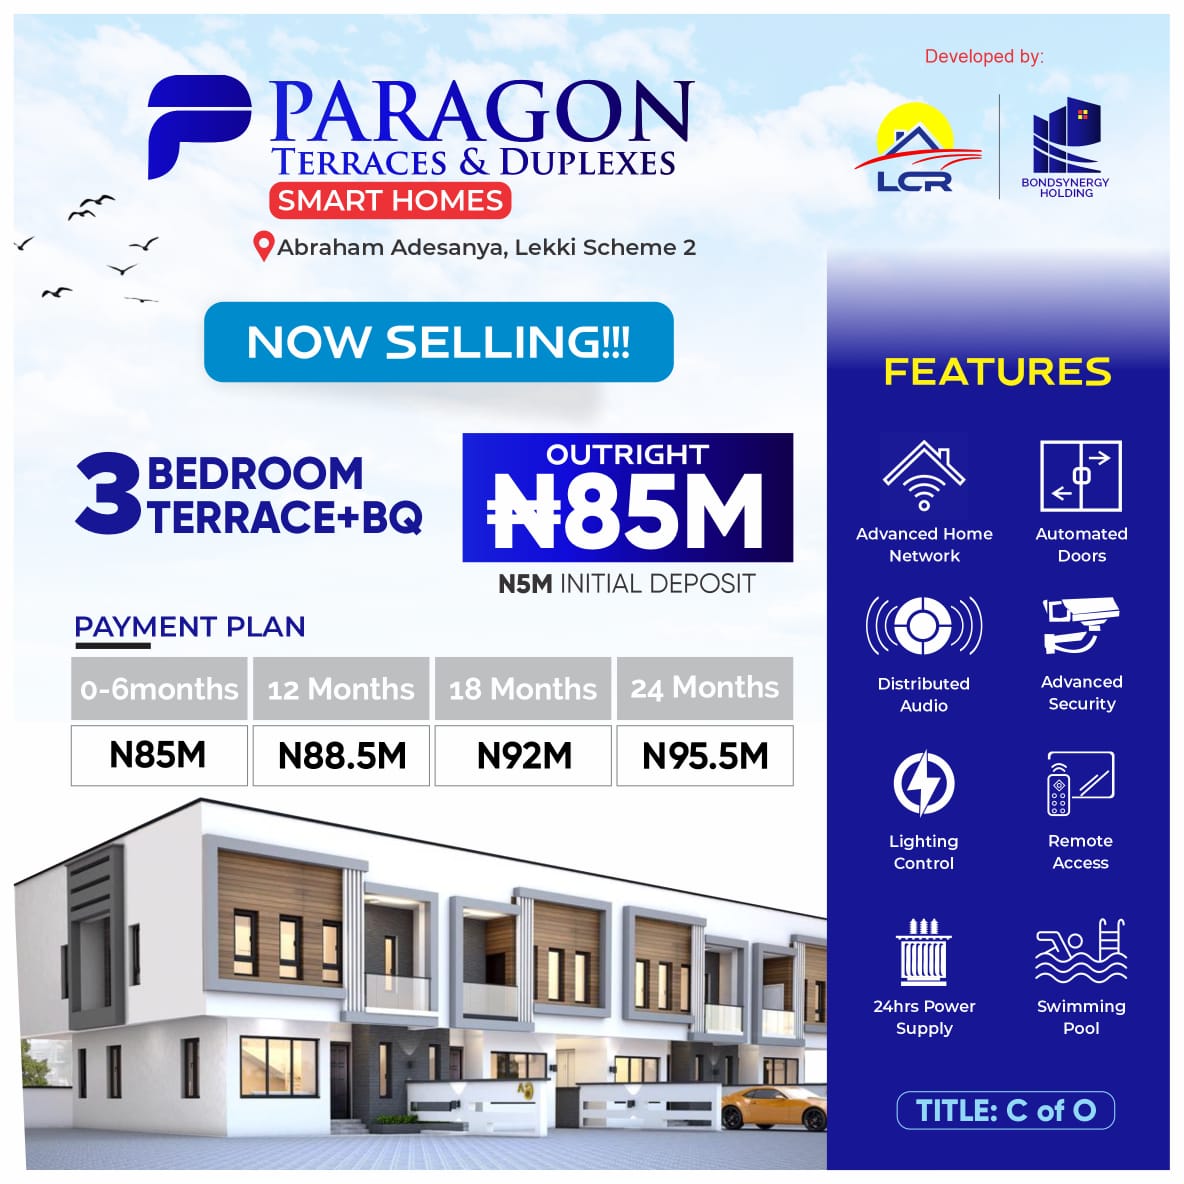 PARAGON
TERRACES & DUPLEXES
SMART HOMES
Abraham Adesanya, Lekki Scheme 2
Developed by:
LCR
BONDSYNERGY
HOLDING
NOW SELLING!!!
3 BEDROOM
TERRACE+BQ
OUTRIGHT
₦85M
N5M INITIAL DEPOSIT
PAYMENT PLAN
0-6months 12 Months 18 Months 24 Months
N85M N88.5M N92M N95.5M
FEATURES
Advanced Home
Network
Automated
Doors
Distributed
Audio
Advanced
Security
Lighting
Control
Remote
Access
24hrs Power
Supply
Swimming
Pool
TITLE: C of O